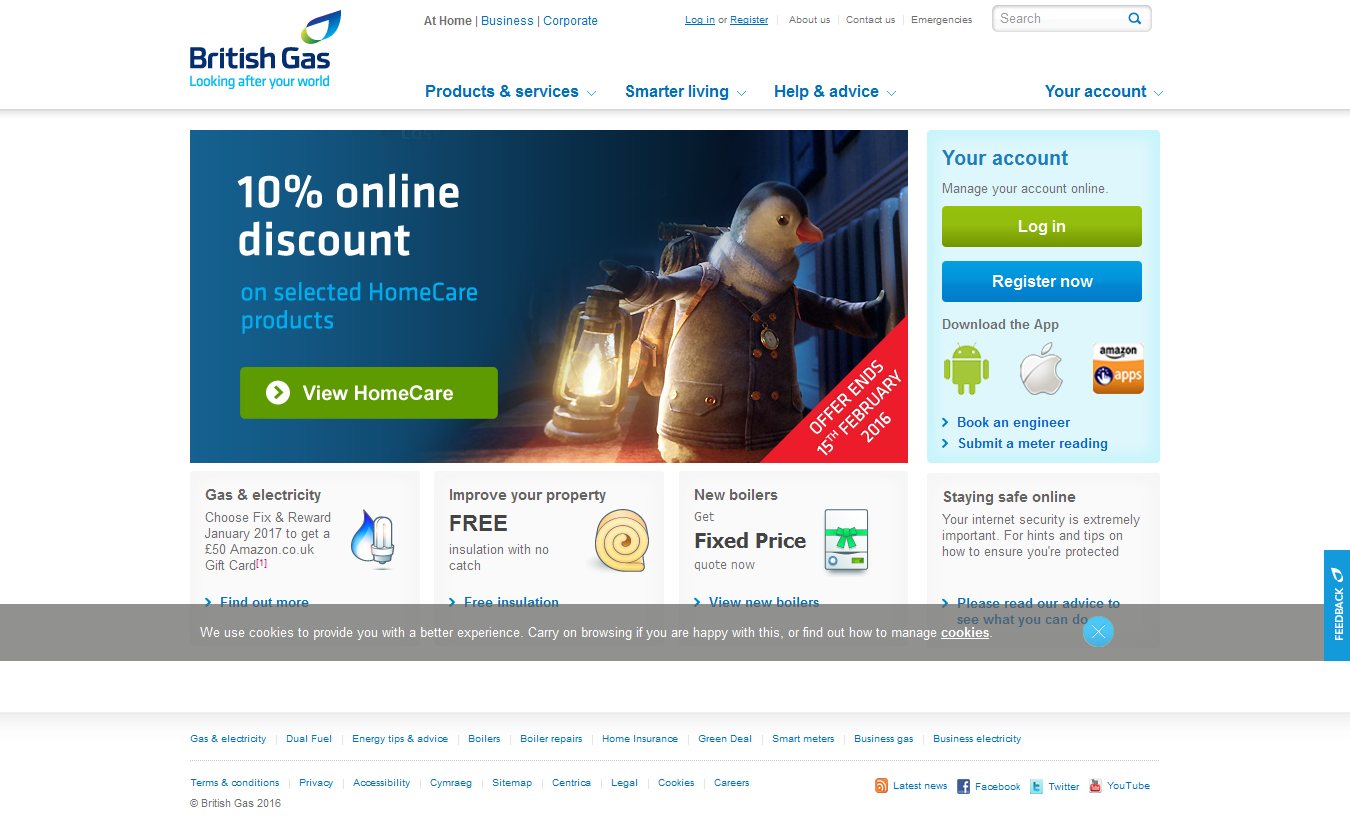 At Home | Business | Corporate
Log in or Register
About us
Contact us
Emergencies
Search
British Gas
Looking after your world
Products & services
Smarter living
Help & advice
Your account
10% online
discount
on selected HomeCare
products
View HomeCare
OFFER ENDS
15TH FEBRUARY
2016
Your account
Manage your account online.
Log in
Register now
Download the App
amazon
apps
Book an engineer
Submit a meter reading
Gas & electricity
Choose Fix & Reward
January 2017 to get a
£50 Amazon.co.uk
Gift Card[1]
Find out more
Improve your property
FREE
insulation with no
catch
Free insulation
New boilers
Get
Fixed Price
quote now
View new boilers
Staying safe online
Your internet security is extremely
important. For hints and tips on
how to ensure you're protected
Please read our advice to
see what you can do
FEEDBACK
We use cookies to provide you with a better experience. Carry on browsing if you are happy with this, or find out how to manage cookies.
Gas & electricity
Dual Fuel
Energy tips & advice
Boilers
Boiler repairs
Home Insurance
Green Deal
Smart meters
Business gas
Business electricity
Terms & conditions
Privacy
Accessibility
Cymraeg
Sitemap
Centrica
Legal
Cookies
Careers
Latest news
Facebook
Twitter
YouTube
© British Gas 2016